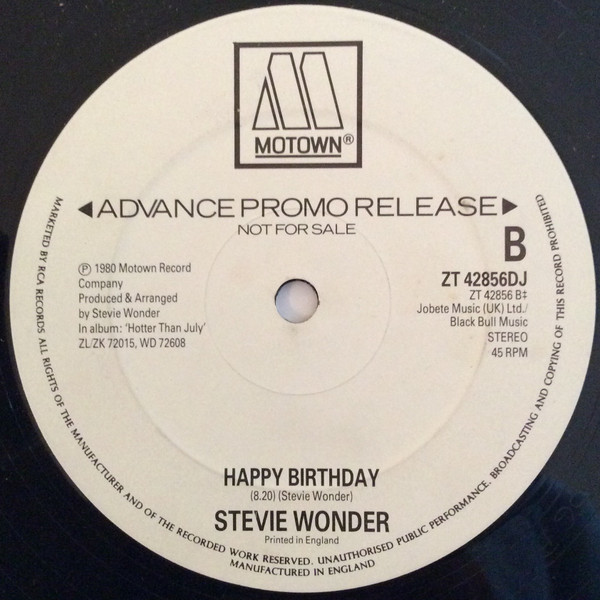 MOTOWN®
◄ADVANCE PROMO RELEASE►
NOT FOR SALE
B
℗ 1980 Motown Record
Company
Produced & Arranged
by Stevie Wonder
In album: 'Hotter Than July'
ZL/ZK 72015, WD 72608
ZT 42856DJ
ZT 42856 B‡
Jobete Music (UK) Ltd./
Black Bull Music
STEREO
45 RPM
HAPPY BIRTHDAY
(8.20) (Stevie Wonder)
STEVIE WONDER
Printed in England
MARKETED BY RCA RECORDS ALL RIGHTS OF THE MANUFACTURER AND OF THE RECORDED WORK RESERVED. UNAUTHORISED PUBLIC PERFORMANCE, BROADCASTING AND COPYING OF THIS RECORD PROHIBITED
MANUFACTURED IN ENGLAND